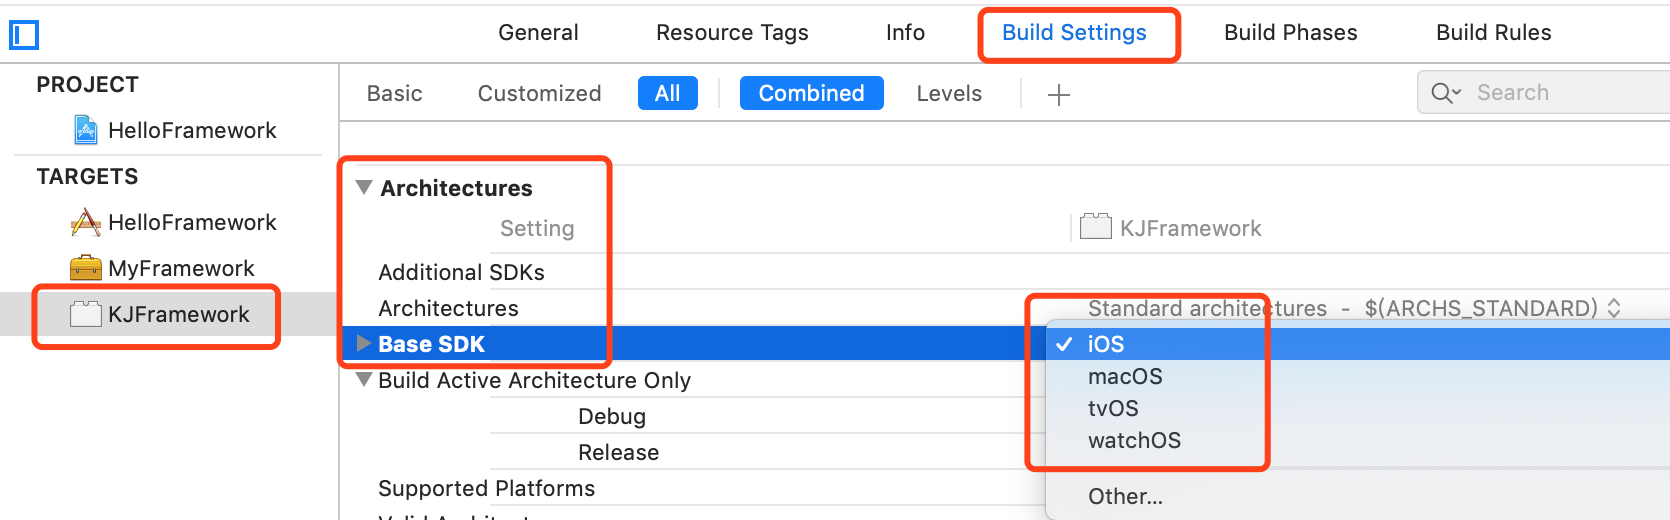 General Resource Tags Info Build Settings Build Phases Build Rules
PROJECT
HelloFramework
TARGETS
HelloFramework
MyFramework
KJFramework
Basic Customized All Combined Levels Search
Architectures
Setting KJFramework
Additional SDKs
Architectures Standard architectures - $(ARCHS_STANDARD)
Base SDK
iOS
macOS
tvOS
watchOS
Other...
Build Active Architecture Only
Debug
Release
Supported Platforms